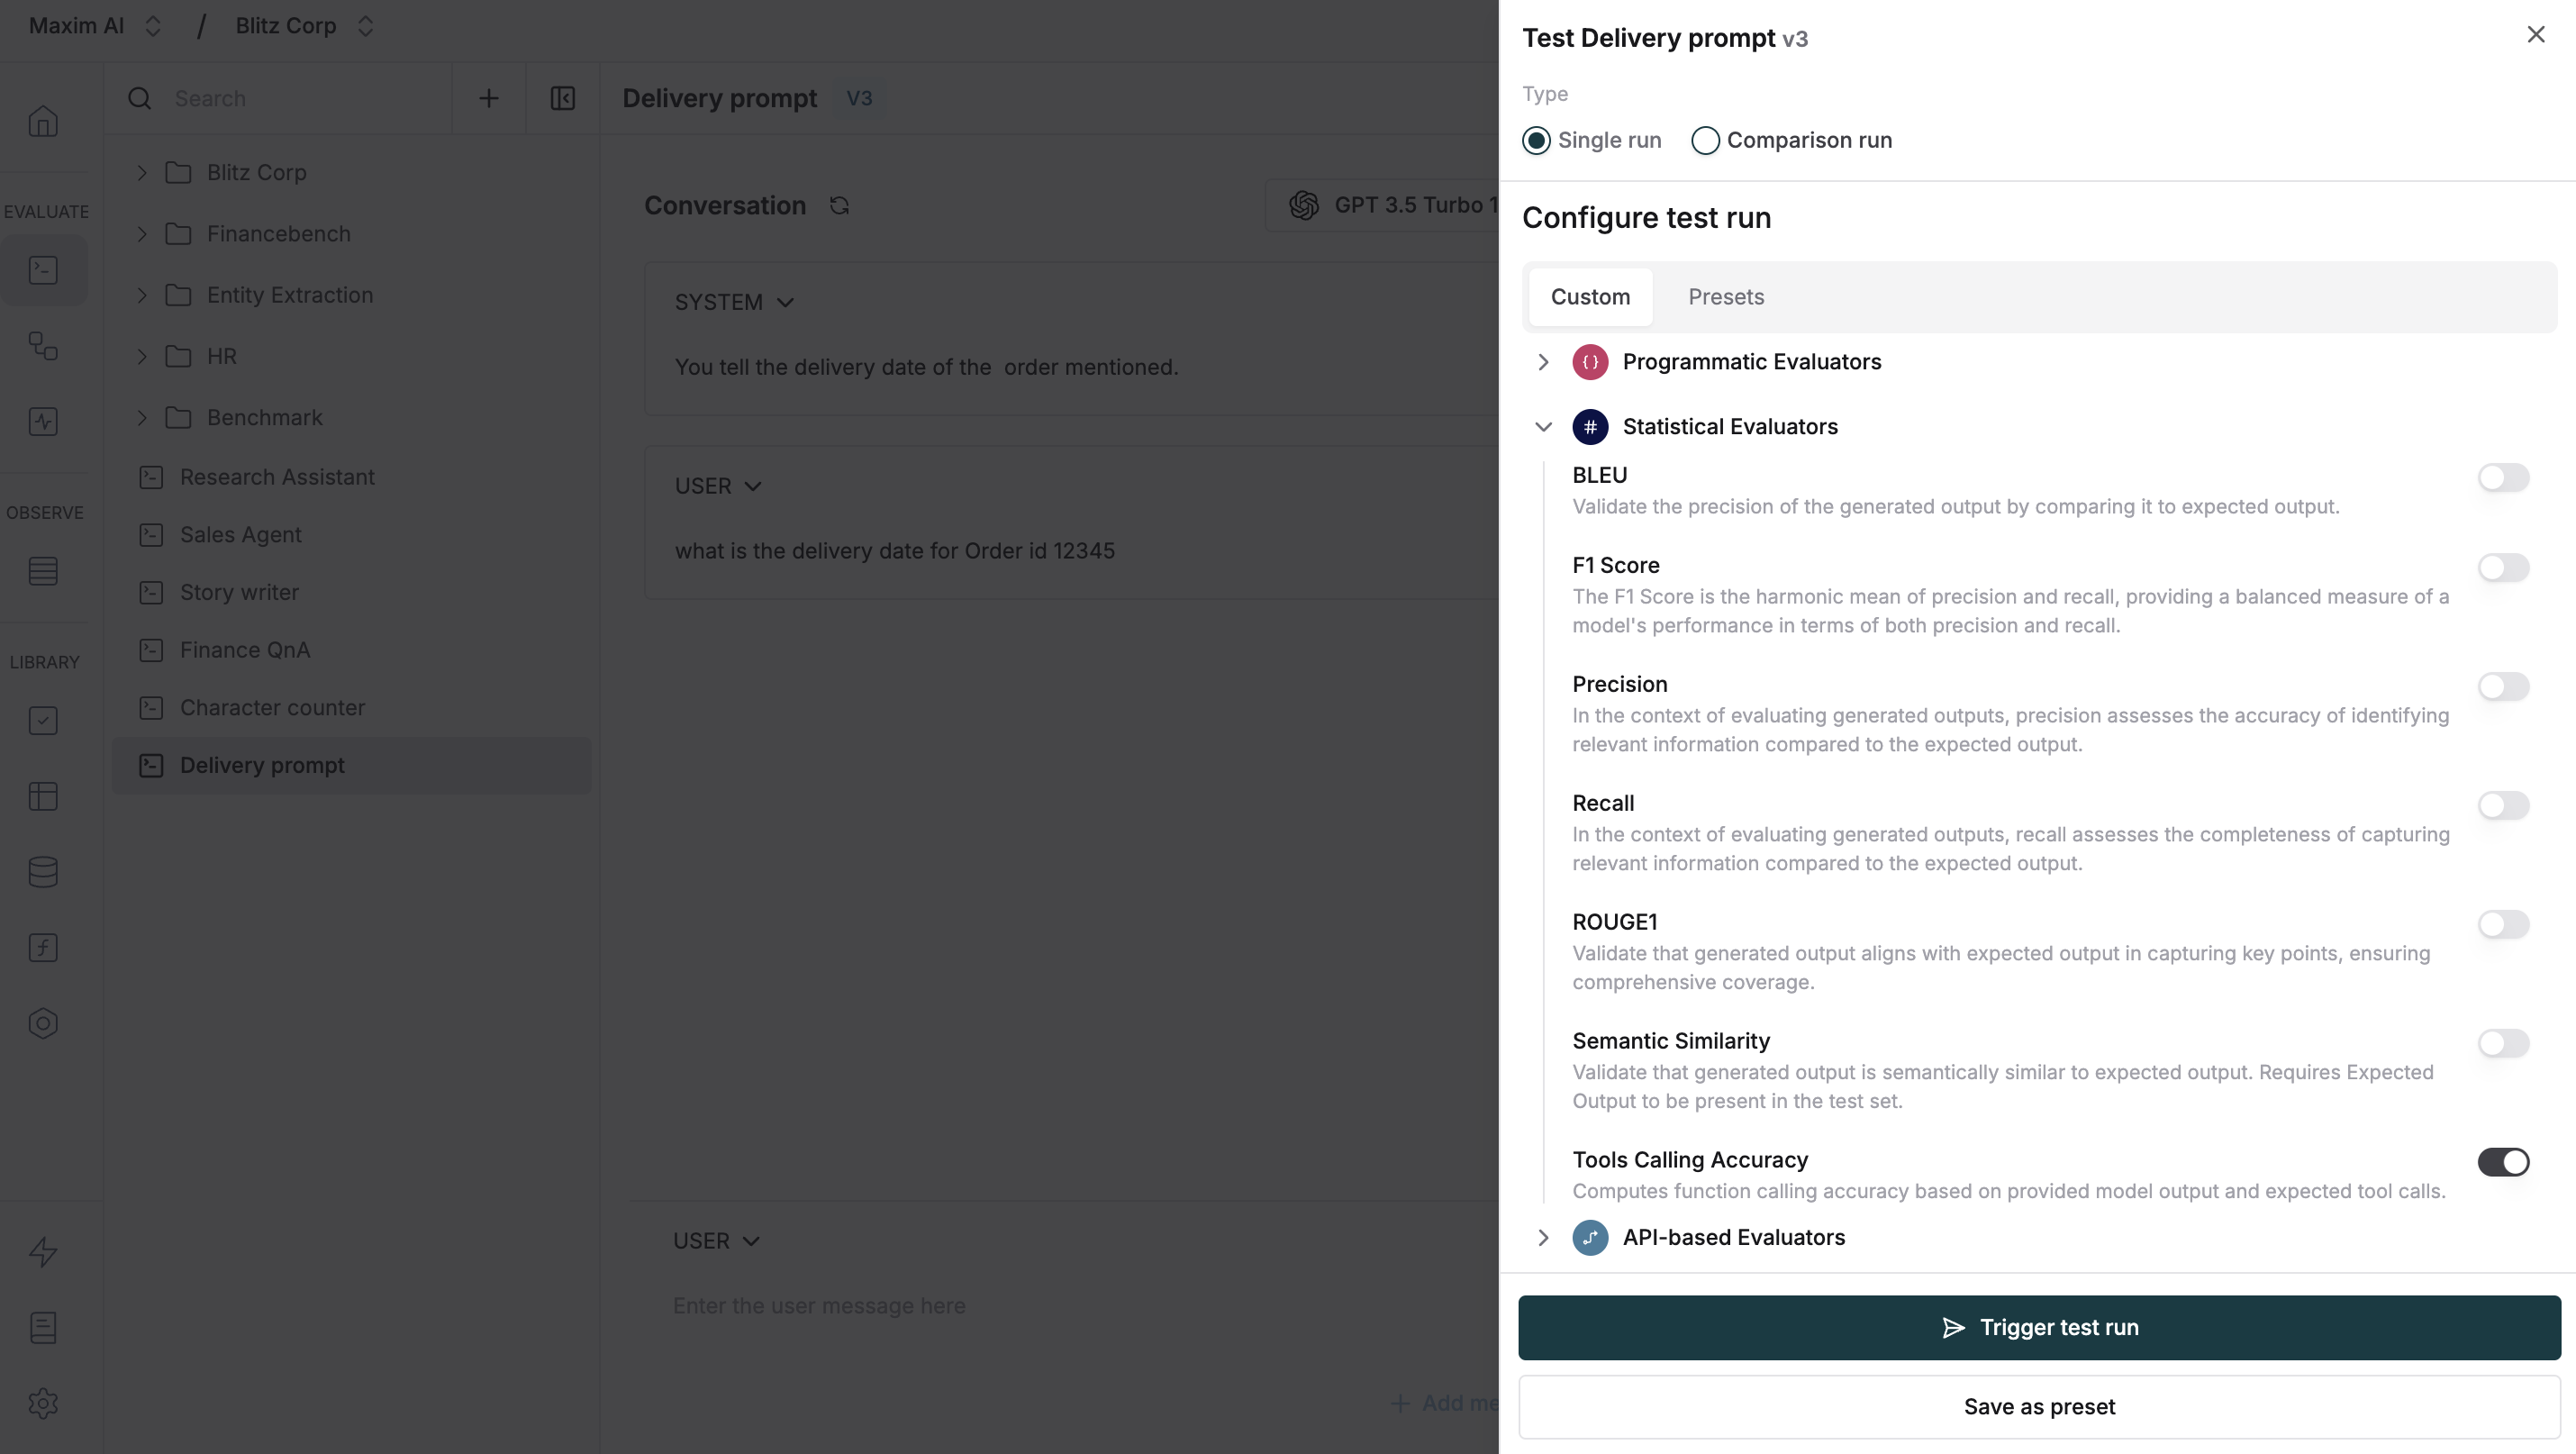 Maxim AI / Blitz Corp
Search
EVALUATE
OBSERVE
LIBRARY
Blitz Corp
Financebench
Entity Extraction
HR
Benchmark
Research Assistant
Sales Agent
Story writer
Finance QnA
Character counter
Delivery prompt
Delivery prompt V3
Conversation
GPT 3.5 Turbo 1
SYSTEM
You tell the delivery date of the  order mentioned.
USER
what is the delivery date for Order id 12345
USER
Enter the user message here
+ Add me
Test Delivery prompt v3
Type
Single run Comparison run
Configure test run
Custom Presets
Programmatic Evaluators
# Statistical Evaluators
BLEU
Validate the precision of the generated output by comparing it to expected output.
F1 Score
The F1 Score is the harmonic mean of precision and recall, providing a balanced measure of a
model's performance in terms of both precision and recall.
Precision
In the context of evaluating generated outputs, precision assesses the accuracy of identifying
relevant information compared to the expected output.
Recall
In the context of evaluating generated outputs, recall assesses the completeness of capturing
relevant information compared to the expected output.
ROUGE1
Validate that generated output aligns with expected output in capturing key points, ensuring
comprehensive coverage.
Semantic Similarity
Validate that generated output is semantically similar to expected output. Requires Expected
Output to be present in the test set.
Tools Calling Accuracy
Computes function calling accuracy based on provided model output and expected tool calls.
API-based Evaluators
Trigger test run
Save as preset